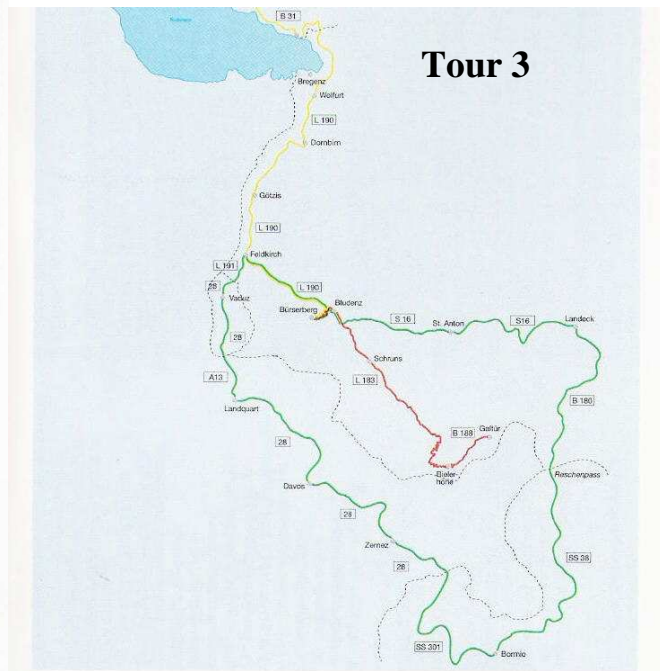 B 31
Tour 3
Bodensee
Bregenz
Wolfurt
L 190
Dornbirn
Götzis
L 190
Feldkirch
L 191
28
Vaduz
L 190
Bludenz
Bürserberg
S 16
St. Anton
S16
Landeck
28
Schruns
A13
L 183
B 180
Landquart
Galtür
B 188
28
Bieler-
höhe
Reschenpass
Davos
28
Zernez
28
SS 38
SS 301
Bormio